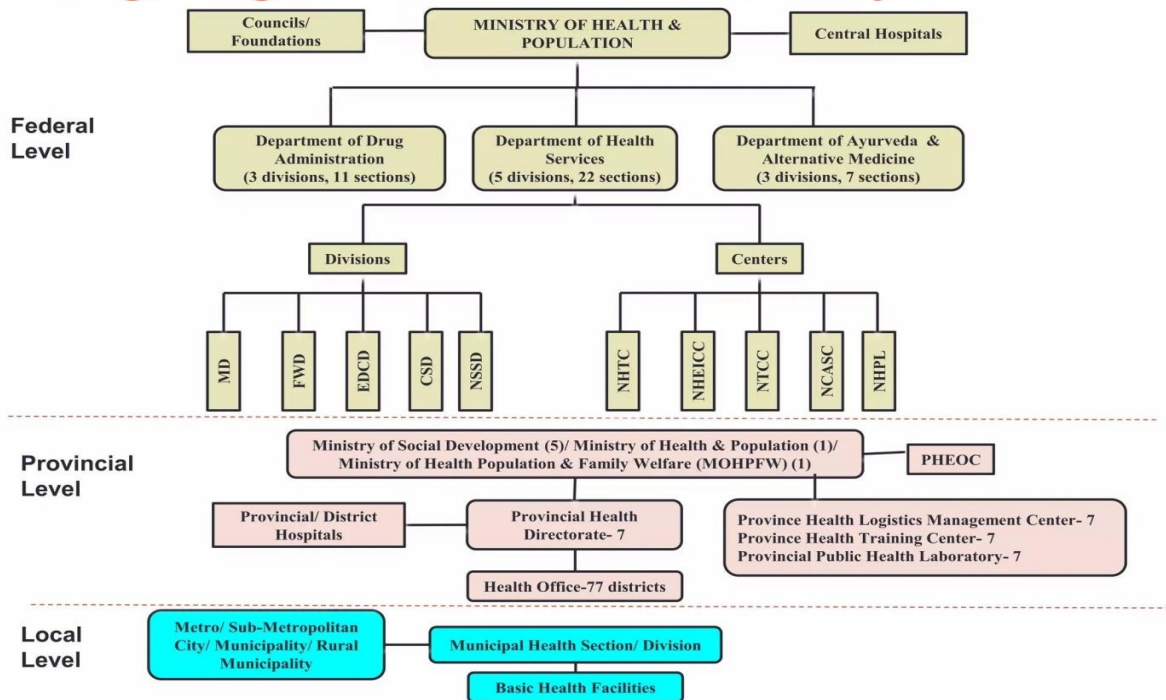 Councils/
Foundations
MINISTRY OF HEALTH &
POPULATION
Central Hospitals
Federal
Level
Department of Drug
Administration
(3 divisions, 11 sections)
Department of Health
Services
(5 divisions, 22 sections)
Department of Ayurveda &
Alternative Medicine
(3 divisions, 7 sections)
Divisions
Centers
MD
FWD
EDCD
CSD
NSSD
NHTC
NHEICC
NTCC
NCASC
NHPL
Provincial
Level
Ministry of Social Development (5)/ Ministry of Health & Population (1)/
Ministry of Health Population & Family Welfare (MOHPFW) (1)
PHEOC
Provincial/ District
Hospitals
Provincial Health
Directorate- 7
Province Health Logistics Management Center- 7
Province Health Training Center- 7
Provincial Public Health Laboratory- 7
Health Office-77 districts
Local
Level
Metro/ Sub-Metropolitan
City/ Municipality/ Rural
Municipality
Municipal Health Section/ Division
Basic Health Facilities